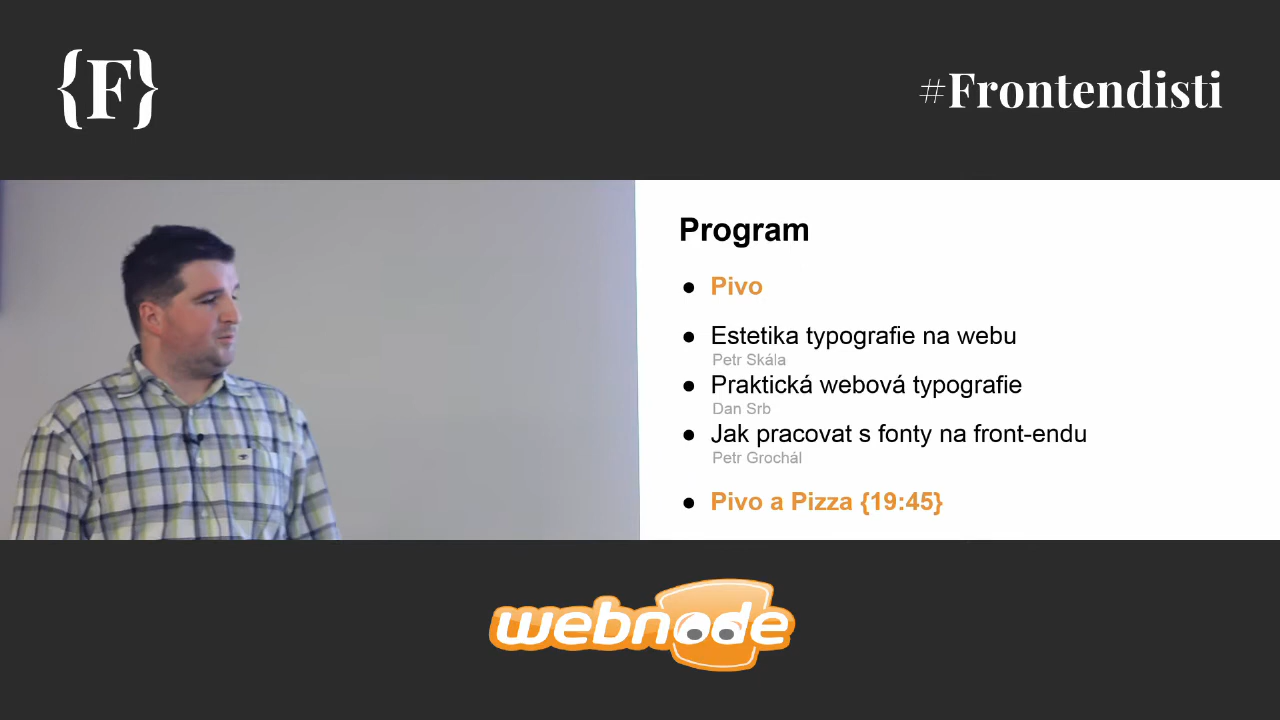 {F}
#Frontendisti
Program
Pivo
Estetika typografie na webu
Petr Skála
Praktická webová typografie
Dan Srb
Jak pracovat s fonty na front-endu
Petr Grochál
Pivo a Pizza {19:45}
webnode